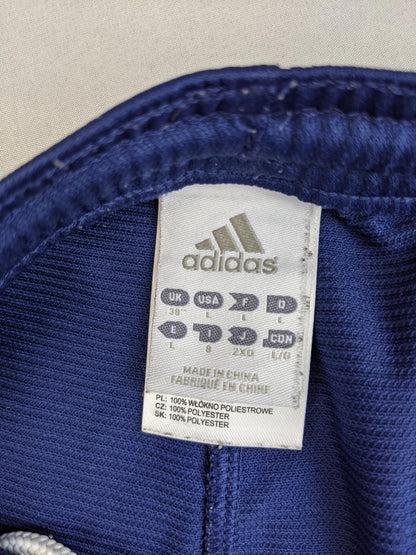 adidas
UK USA F D
38" L L L
E I J CDN
L 8 2XO L/G
MADE IN CHINA
FABRIQUÉ EN CHINE
PL: 100% WŁÓKNO POLIESTROWE
CZ: 100% POLYESTER
SK: 100% POLYESTER